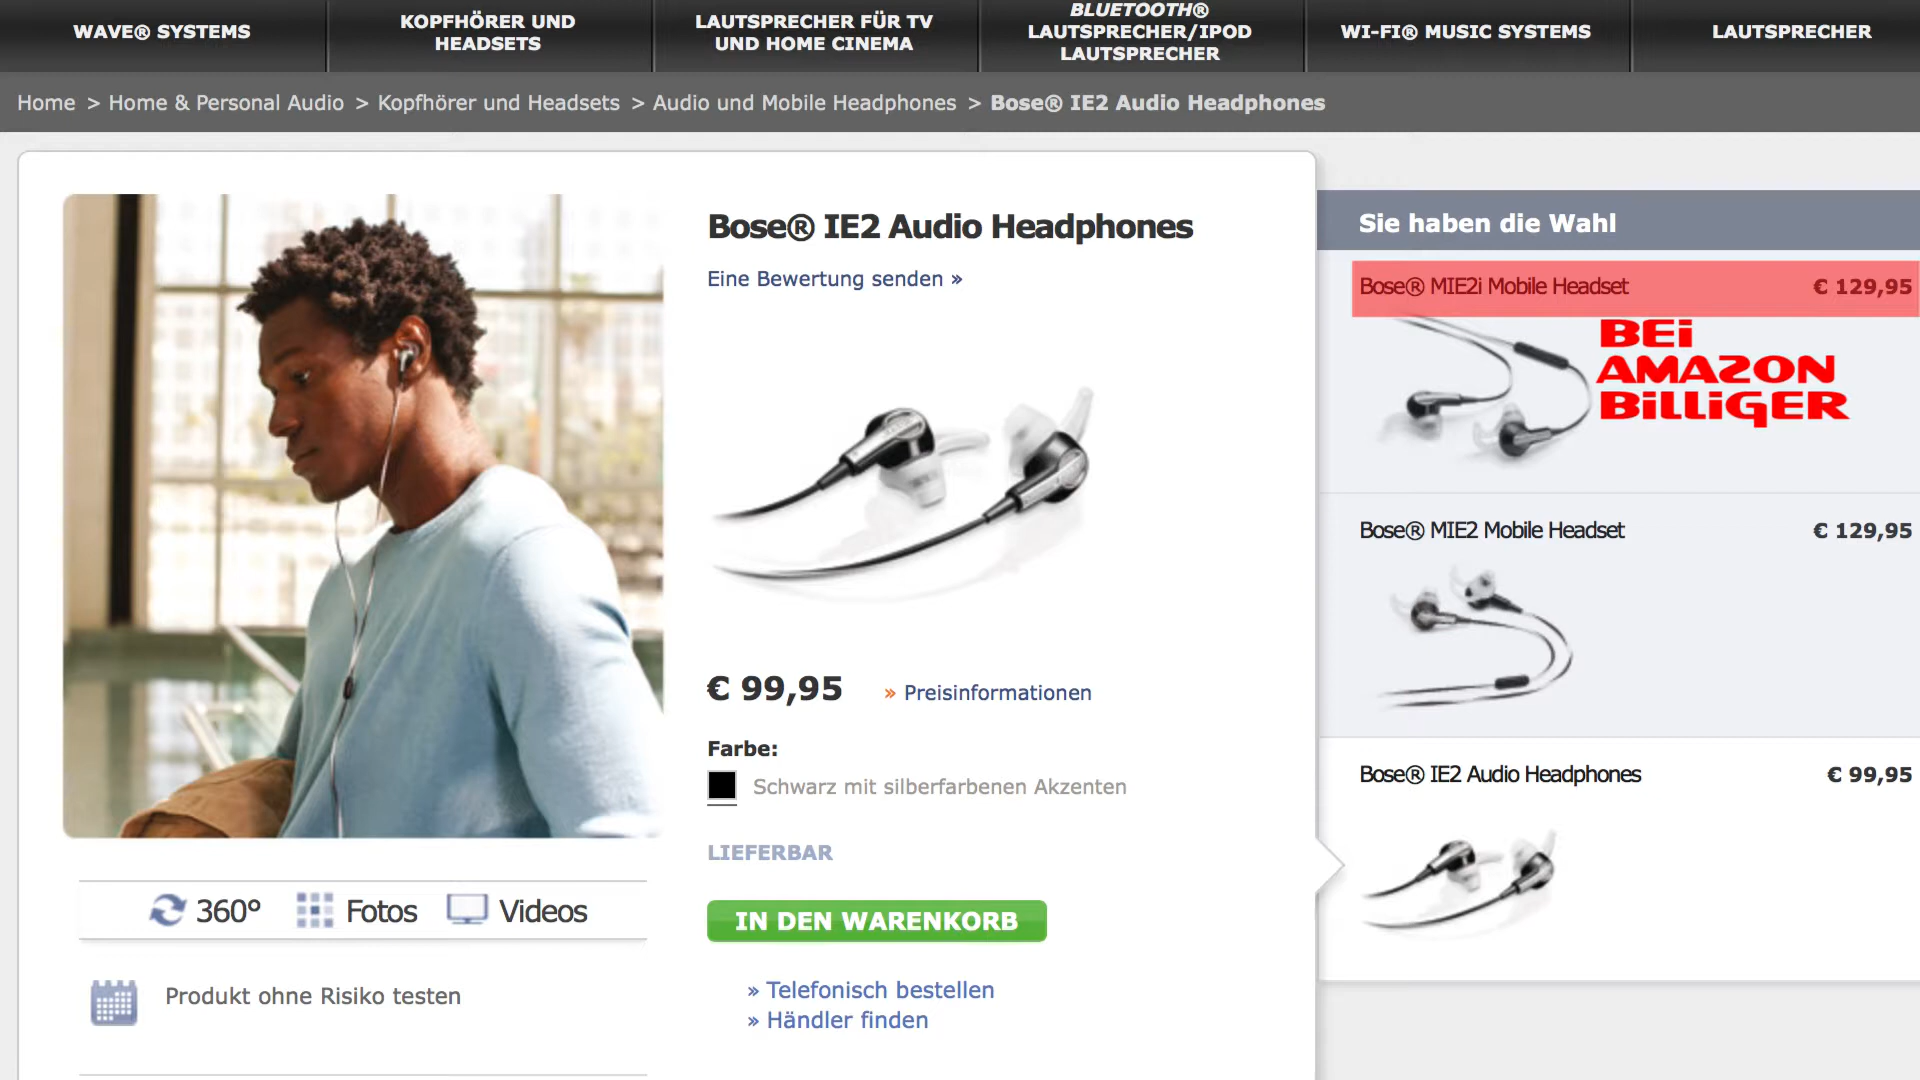 WAVE® SYSTEMS
KOPFHÖRER UND
HEADSETS
LAUTSPRECHER FÜR TV
UND HOME CINEMA
BLUETOOTH®
LAUTSPRECHER/IPOD
LAUTSPRECHER
WI-FI® MUSIC SYSTEMS
LAUTSPRECHER
Home > Home & Personal Audio > Kopfhörer und Headsets > Audio und Mobile Headphones > Bose® IE2 Audio Headphones
Bose® IE2 Audio Headphones
Eine Bewertung senden »
€ 99,95 » Preisinformationen
Farbe:
Schwarz mit silberfarbenen Akzenten
LIEFERBAR
IN DEN WARENKORB
» Telefonisch bestellen
» Händler finden
360° Fotos Videos
Produkt ohne Risiko testen
Sie haben die Wahl
Bose® MIE2i Mobile Headset € 129,95
BEi
AMAZON
BiLLiGER
Bose® MIE2 Mobile Headset € 129,95
Bose® IE2 Audio Headphones € 99,95